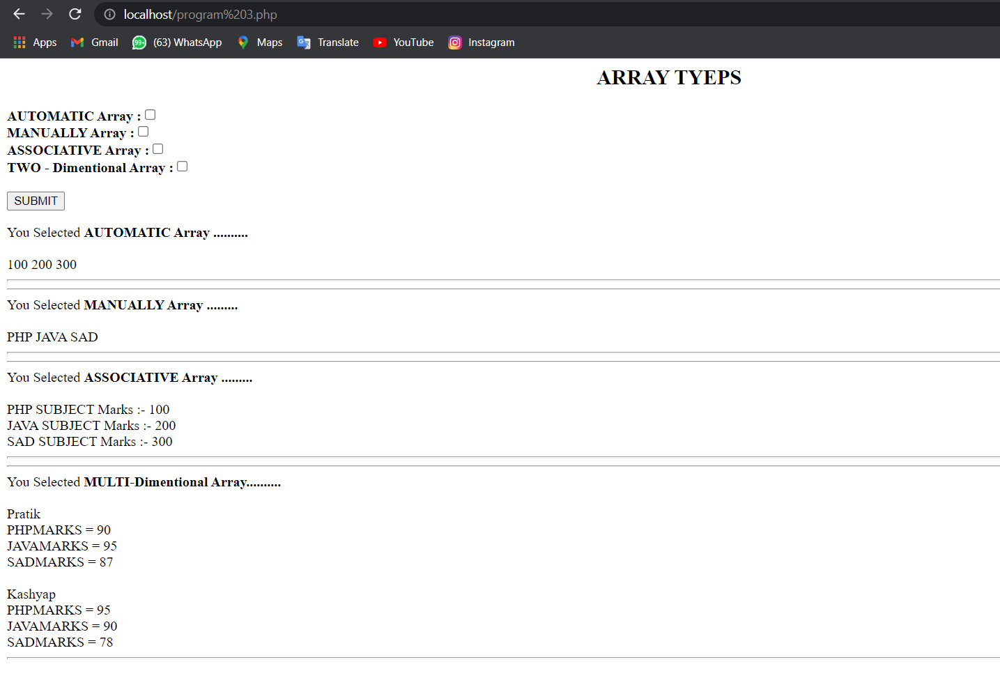 localhost/program%203.php
Apps Gmail 99+ (63) WhatsApp Maps G Translate YouTube Instagram
ARRAY TYEPS
AUTOMATIC Array :
MANUALLY Array :
ASSOCIATIVE Array :
TWO - Dimentional Array :
SUBMIT
You Selected AUTOMATIC Array ..........
100 200 300
You Selected MANUALLY Array .........
PHP JAVA SAD
You Selected ASSOCIATIVE Array .........
PHP SUBJECT Marks :- 100
JAVA SUBJECT Marks :- 200
SAD SUBJECT Marks :- 300
You Selected MULTI-Dimentional Array..........
Pratik
PHPMARKS = 90
JAVAMARKS = 95
SADMARKS = 87
Kashyap
PHPMARKS = 95
JAVAMARKS = 90
SADMARKS = 78